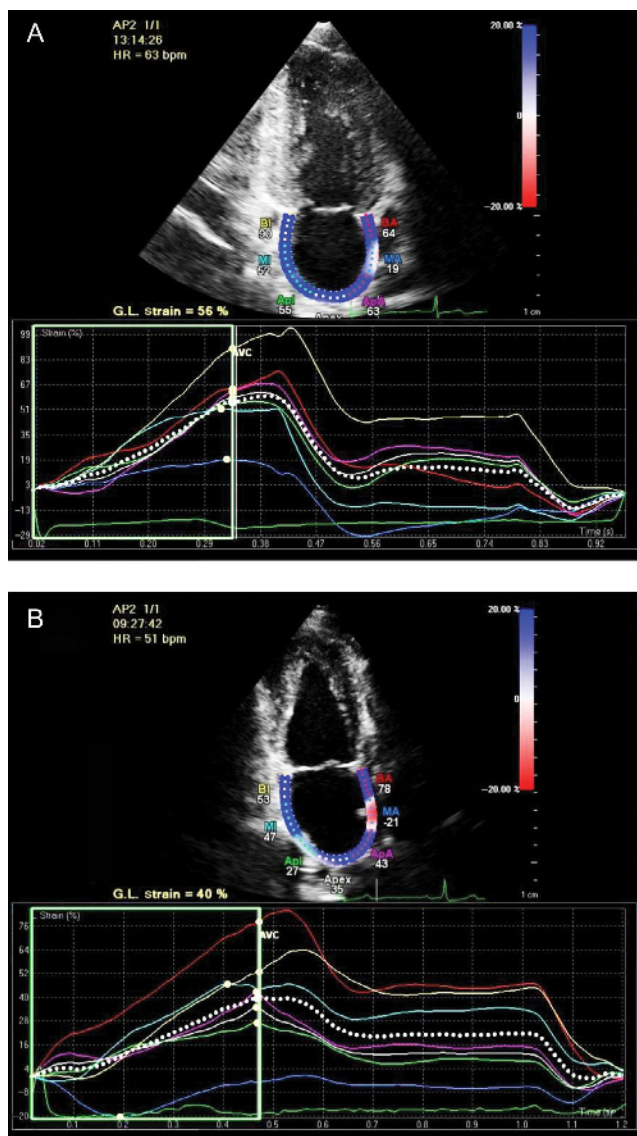 A
AP2 1/1
13:14:26
HR = 63 bpm
20.00 %
0
-20.00 %
BI
93
BA
64
MI
52
MA
19
ApI
55
ApA
63
Apex
G.L. strain = 56 %
1 cm
Strain (%)
99
83
67
51
35
19
3
-13
-29
AVC
Time (s)
0.02 0.11 0.20 0.29 0.38 0.47 0.56 0.65 0.74 0.83 0.92
B
AP2 1/1
09:27:42
HR = 51 bpm
20.00 %
0
-20.00 %
BI
53
BA
78
MI
47
MA
-21
ApI
27
ApA
43
Apex
35
G.L. strain = 40 %
1 cm
Strain (%)
76
64
52
40
28
16
4
-8
-20
AVC
Time (s)
0.1 0.2 0.3 0.4 0.5 0.6 0.7 0.8 0.9 1.0 1.1 1.2